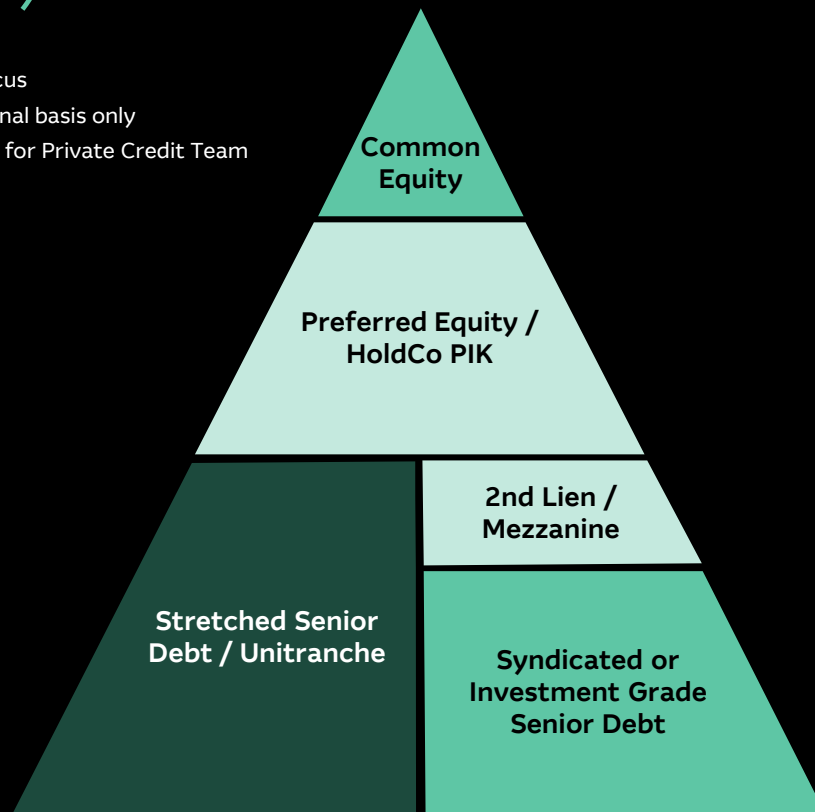 cus
nal basis only
for Private Credit Team
Common
Equity
Preferred Equity /
HoldCo PIK
2nd Lien /
Mezzanine
Stretched Senior
Debt / Unitranche
Syndicated or
Investment Grade
Senior Debt